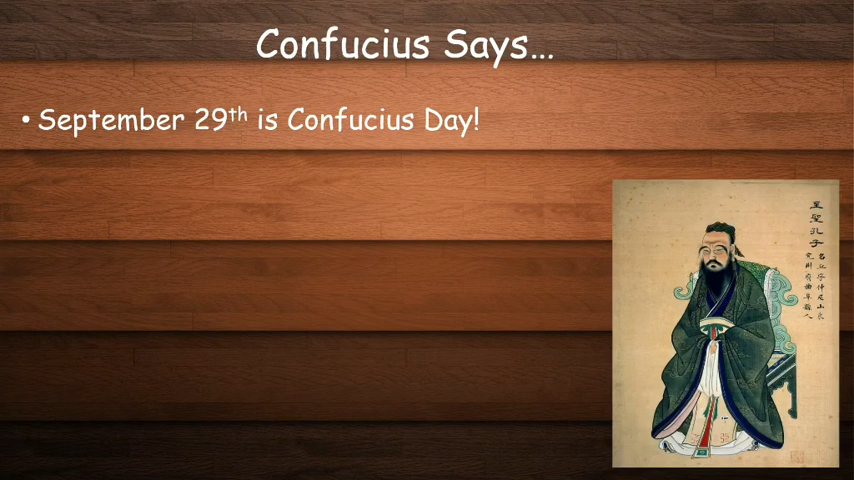 Confucius Says…
• September 29th is Confucius Day!
至聖孔子